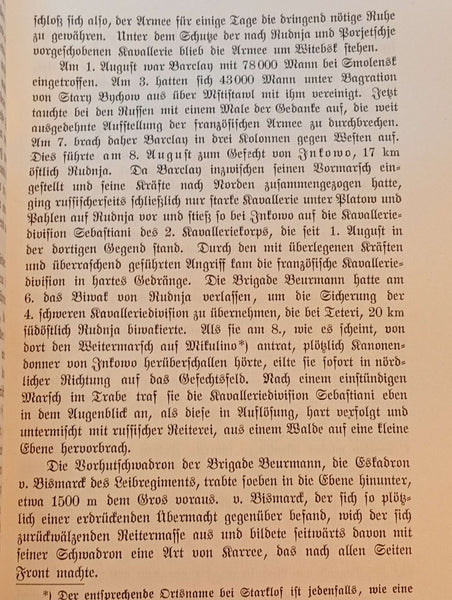 schloß sich also, der Armee für einige Tage die dringend nötige Ruhe
zu gewähren. Unter dem Schutze der nach Rudnja und Porjetschje
vorgeschobenen Kavallerie blieb die Armee um Witebsk stehen.
Am 1. August war Barclay mit 78000 Mann bei Smolensk
eingetroffen. Am 3. hatten sich 43000 Mann unter Bagration
von Stary Bychow aus über Mstistawl mit ihm vereinigt. Jetzt
tauchte bei den Russen mit einem Male der Gedanke auf, die weit
ausgedehnte Aufstellung der französischen Armee zu durchbrechen.
Am 7. brach daher Barclay in drei Kolonnen gegen Westen auf.
Dies führte am 8. August zum Gefecht von Inkowo, 17 km
östlich Rudnja. Da Barclay inzwischen seinen Vormarsch ein-
gestellt und seine Kräfte nach Norden zusammengezogen hatte,
ging russischerseits schließlich nur starke Kavallerie unter Platow und
Pahlen auf Rudnja vor und stieß so bei Inkowo auf die Kavallerie-
division Sebastiani des 2. Kavalleriekorps, die seit 1. August in
der dortigen Gegend stand. Durch den mit überlegenen Kräften
und überraschend geführten Angriff kam die französische Kavallerie-
division in hartes Gedränge. Die Brigade Beurmann hatte am
6. das Biwak von Rudnja verlassen, um die Sicherung der
4. schweren Kavalleriedivision zu übernehmen, die bei Teteri, 20 km
südöstlich Rudnja biwakierte. Als sie am 8., wie es scheint, von
dort den Weitermarsch auf Mikulino*) antrat, plötzlich Kanonen-
donner von Inkowo herüberschallen hörte, eilte sie sofort in nörd-
licher Richtung auf das Gefechtsfeld. Nach einem einstündigen
Marsch im Trabe traf sie die Kavalleriedivision Sebastiani eben
in dem Augenblick an, als diese in Auflösung, hart verfolgt und
untermischt mit russischer Reiterei, aus einem Walde auf eine kleine
Ebene hervorbrach.
Die Vorhutschwadron der Brigade Beurmann, die Eskadron
v. Bismarck des Leibregiments, trabte soeben in die Ebene hinunter,
etwa 1500 m dem Gros voraus. v. Bismarck, der sich so plötz-
lich einer erdrückenden Übermacht gegenüber befand, wich der sich
zurückwälzenden Reitermasse aus und bildete seitwärts davon mit
seiner Schwadron eine Art von Karree, das nach allen Seiten
Front machte.
*) Der entsprechende Ortsname bei Starklof ist jedenfalls, wie eine